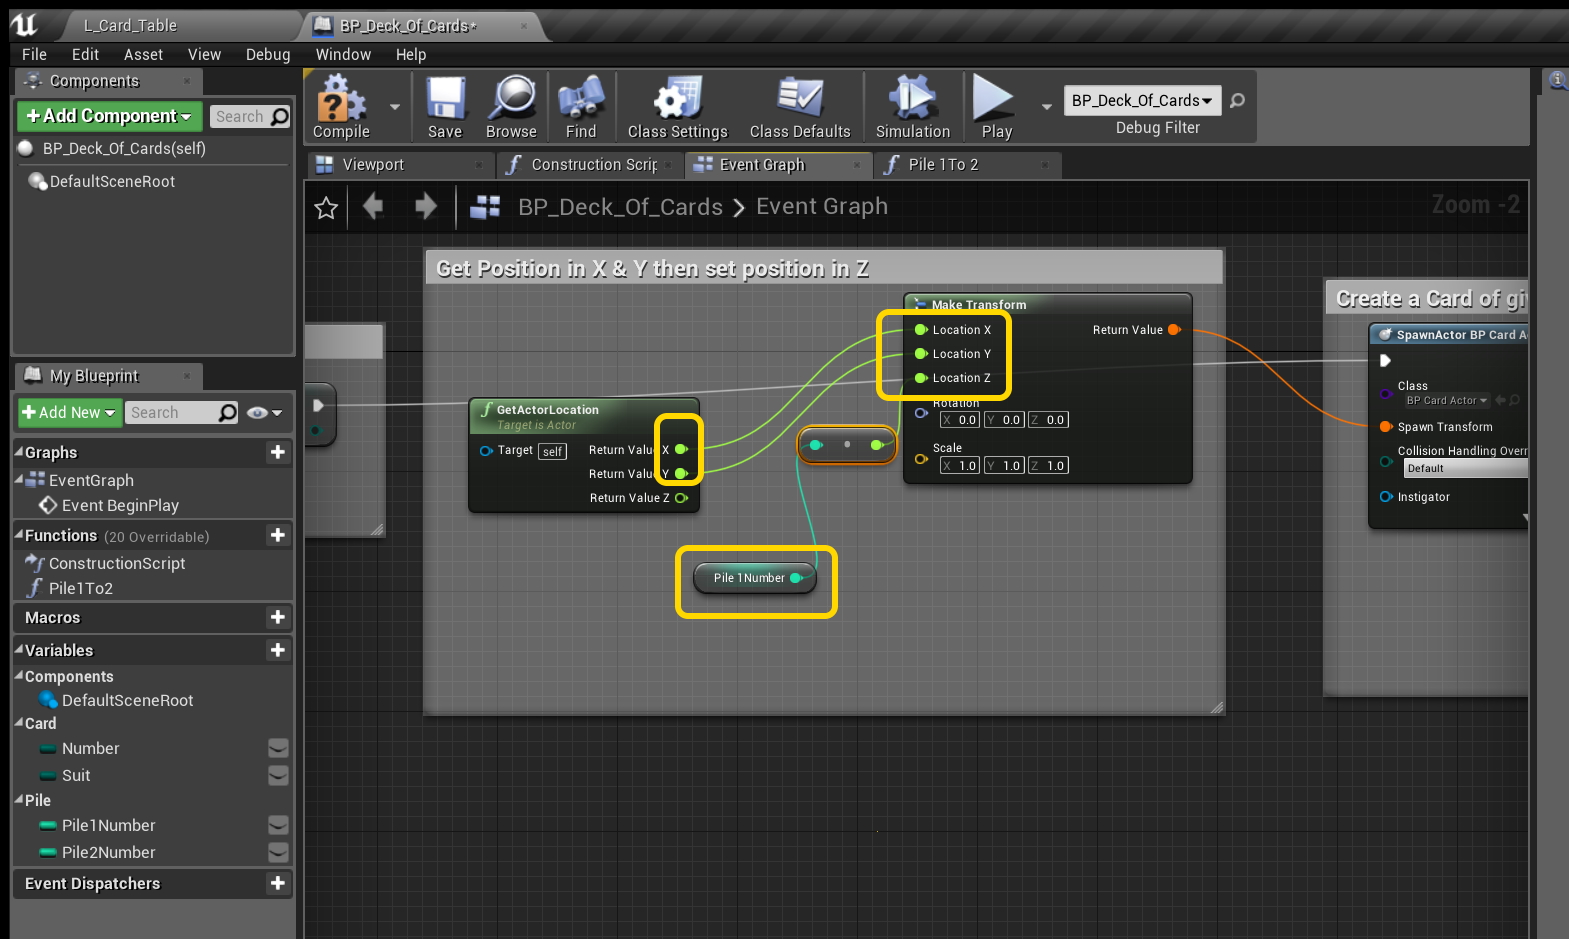 L_Card_Table
BP_Deck_Of_Cards*
File Edit Asset View Debug Window Help
Components
+Add Component
Search
BP_Deck_Of_Cards(self)
DefaultSceneRoot
Compile
Save
Browse
Find
Class Settings
Class Defaults
Simulation
Play
BP_Deck_Of_Cards
Debug Filter
Viewport
Construction Scrip
Event Graph
Pile 1To 2
BP_Deck_Of_Cards > Event Graph
Zoom -2
Get Position in X & Y then set position in Z
GetActorLocation
Target is Actor
Target self
Return Value X
Return Value Y
Return Value Z
Pile 1Number
Make Transform
Location X
Return Value
Location Y
Location Z
Rotation
X 0.0 Y 0.0 Z 0.0
Scale
X 1.0 Y 1.0 Z 1.0
Create a Card of gi
SpawnActor BP Card A
Class
BP Card Actor
Spawn Transform
Collision Handling Overr
Default
Instigator
My Blueprint
+Add New
Search
Graphs
EventGraph
Event BeginPlay
Functions (20 Overridable)
ConstructionScript
Pile1To2
Macros
Variables
Components
DefaultSceneRoot
Card
Number
Suit
Pile
Pile1Number
Pile2Number
Event Dispatchers